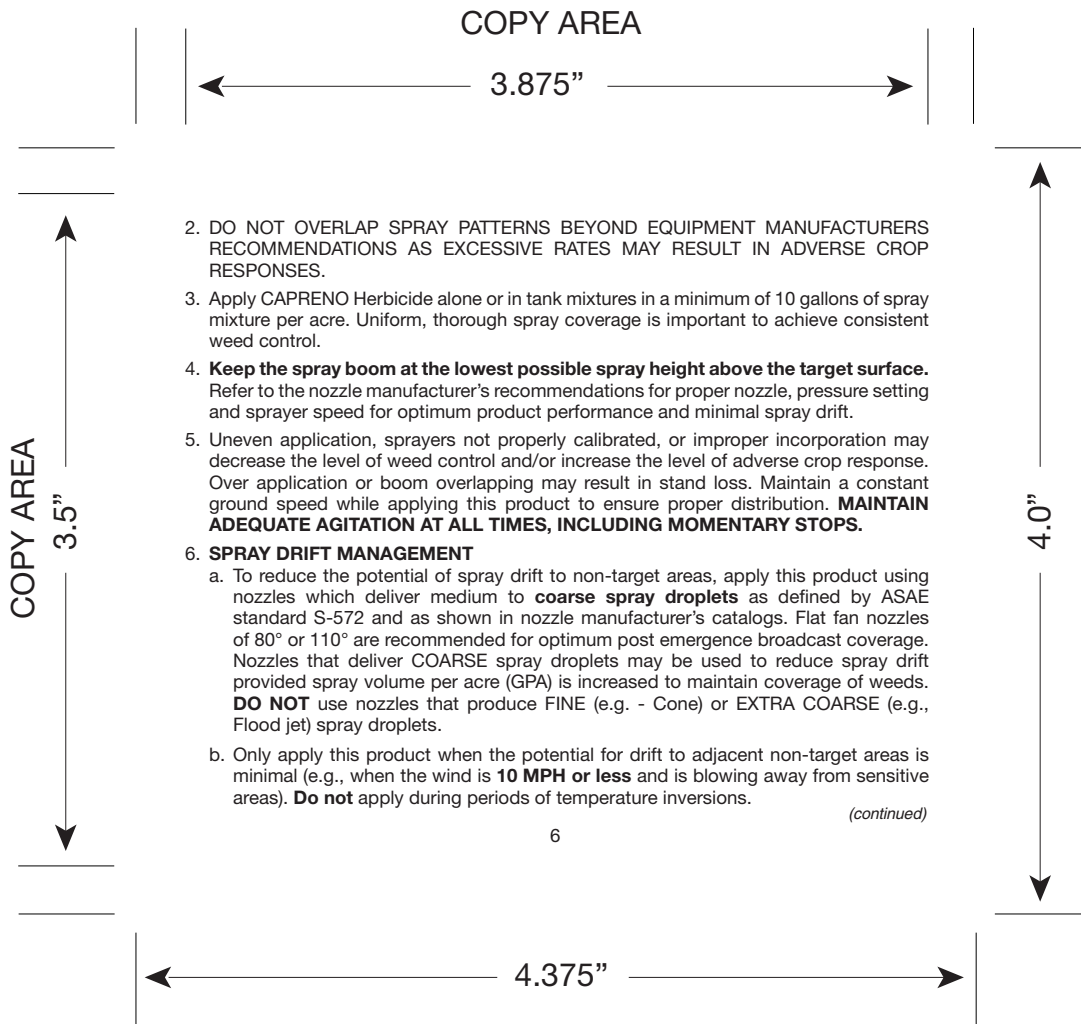 COPY AREA
3.875”
2. DO NOT OVERLAP SPRAY PATTERNS BEYOND EQUIPMENT MANUFACTURERS
RECOMMENDATIONS AS EXCESSIVE RATES MAY RESULT IN ADVERSE CROP
RESPONSES.
3. Apply CAPRENO Herbicide alone or in tank mixtures in a minimum of 10 gallons of spray
mixture per acre. Uniform, thorough spray coverage is important to achieve consistent
weed control.
4. Keep the spray boom at the lowest possible spray height above the target surface.
Refer to the nozzle manufacturer’s recommendations for proper nozzle, pressure setting
and sprayer speed for optimum product performance and minimal spray drift.
5. Uneven application, sprayers not properly calibrated, or improper incorporation may
decrease the level of weed control and/or increase the level of adverse crop response.
Over application or boom overlapping may result in stand loss. Maintain a constant
ground speed while applying this product to ensure proper distribution. MAINTAIN
ADEQUATE AGITATION AT ALL TIMES, INCLUDING MOMENTARY STOPS.
6. SPRAY DRIFT MANAGEMENT
a. To reduce the potential of spray drift to non-target areas, apply this product using
nozzles which deliver medium to coarse spray droplets as defined by ASAE
standard S-572 and as shown in nozzle manufacturer’s catalogs. Flat fan nozzles
of 80° or 110° are recommended for optimum post emergence broadcast coverage.
Nozzles that deliver COARSE spray droplets may be used to reduce spray drift
provided spray volume per acre (GPA) is increased to maintain coverage of weeds.
DO NOT use nozzles that produce FINE (e.g. - Cone) or EXTRA COARSE (e.g.,
Flood jet) spray droplets.
b. Only apply this product when the potential for drift to adjacent non-target areas is
minimal (e.g., when the wind is 10 MPH or less and is blowing away from sensitive
areas). Do not apply during periods of temperature inversions.
(continued)
6
COPY AREA
3.5”
4.0”
4.375”